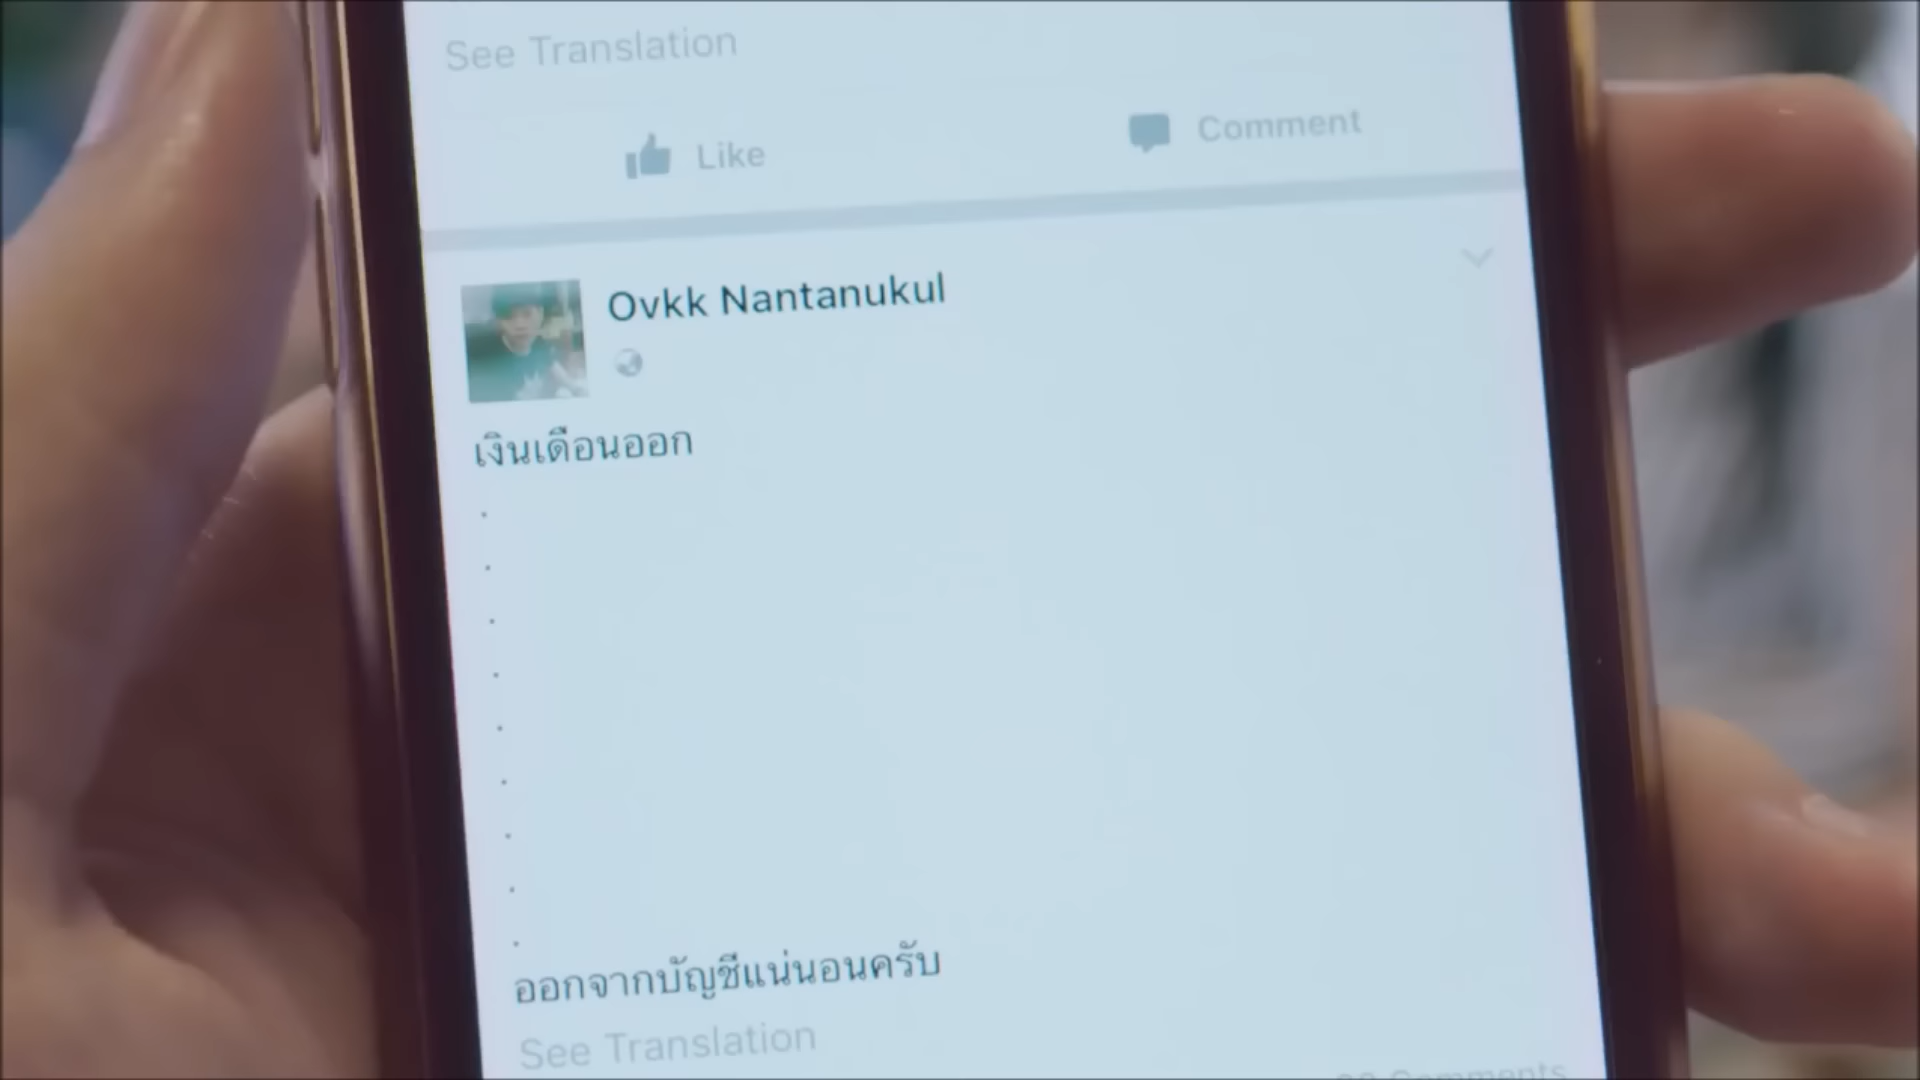 See Translation
Like
Comment
Ovkk Nantanukul
เงินเดือนออก
.
.
.
.
.
.
.
.
.
ออกจากบัญชีแน่นอนครับ
See Translation
Comments